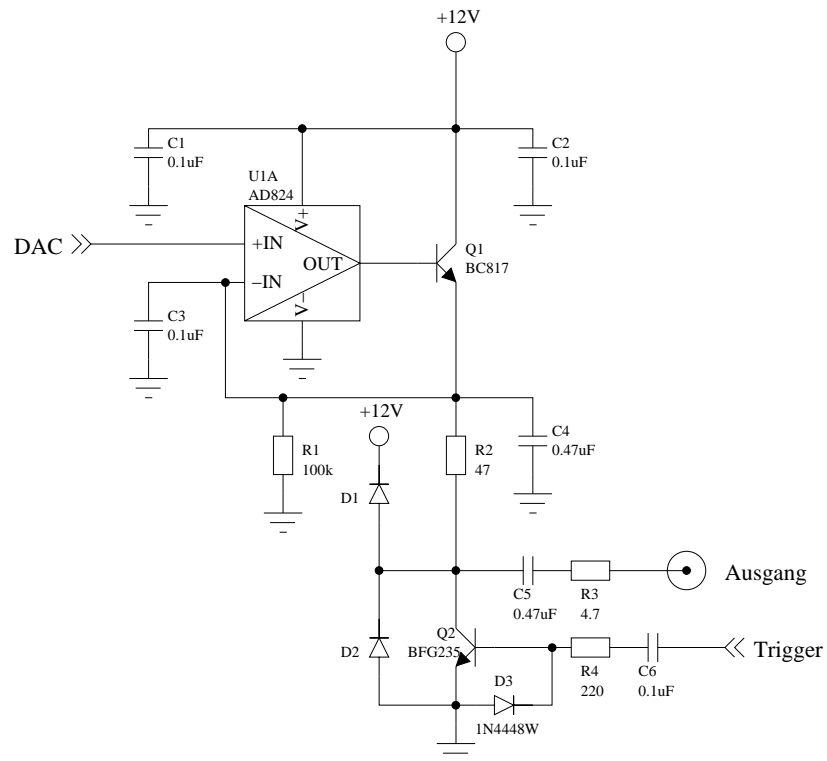 +12V
C1
0.1uF
C2
0.1uF
U1A
AD824
V+
DAC
+IN
OUT
Q1
BC817
−IN
V−
C3
0.1uF
+12V
R1
100k
R2
47
C4
0.47uF
D1
Ausgang
C5
0.47uF
R3
4.7
Q2
BFG235
D2
Trigger
R4
220
C6
0.1uF
D3
1N4448W